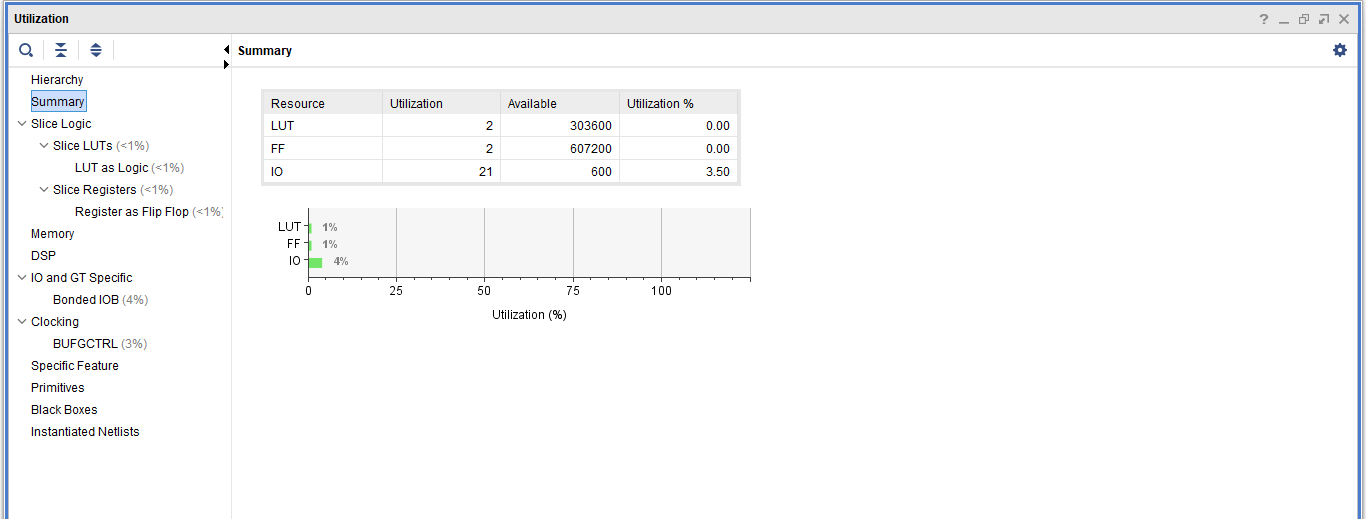 Utilization
?
Summary
Hierarchy
Summary
Slice Logic
Slice LUTs (<1%)
LUT as Logic (<1%)
Slice Registers (<1%)
Register as Flip Flop (<1%)
Memory
DSP
IO and GT Specific
Bonded IOB (4%)
Clocking
BUFGCTRL (3%)
Specific Feature
Primitives
Black Boxes
Instantiated Netlists
Resource Utilization Available Utilization %
LUT 2 303600 0.00
FF 2 607200 0.00
IO 21 600 3.50
LUT 1%
FF 1%
IO 4%
0 25 50 75 100
Utilization (%)